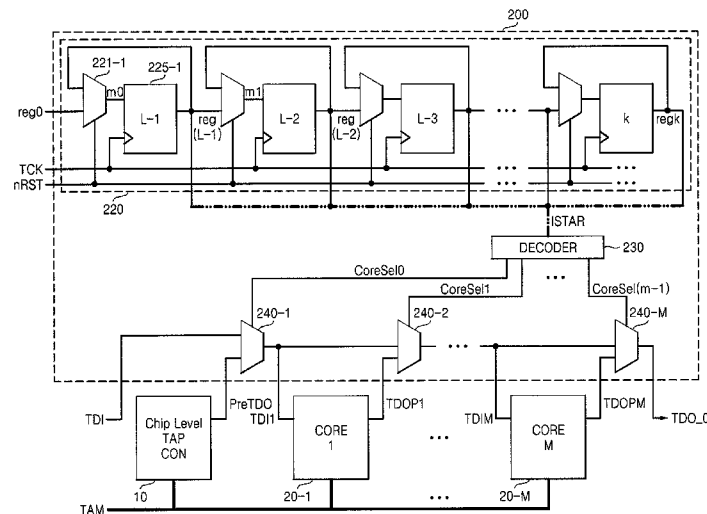 200
221-1
225-1
m0
m1
reg0
L-1
reg
(L-1)
L-2
reg
(L-2)
L-3
...
k
regk
TCK
...
...
nRST
...
...
220
ISTAR
DECODER
230
CoreSel0
CoreSel1
...
CoreSel(m-1)
240-1
240-2
240-M
...
TDI
PreTDO
TDI1
TDOP1
TDIM
TDOPM
TDO_0
Chip Level
TAP
CON
CORE
1
...
CORE
M
10
20-1
...
20-M
TAM